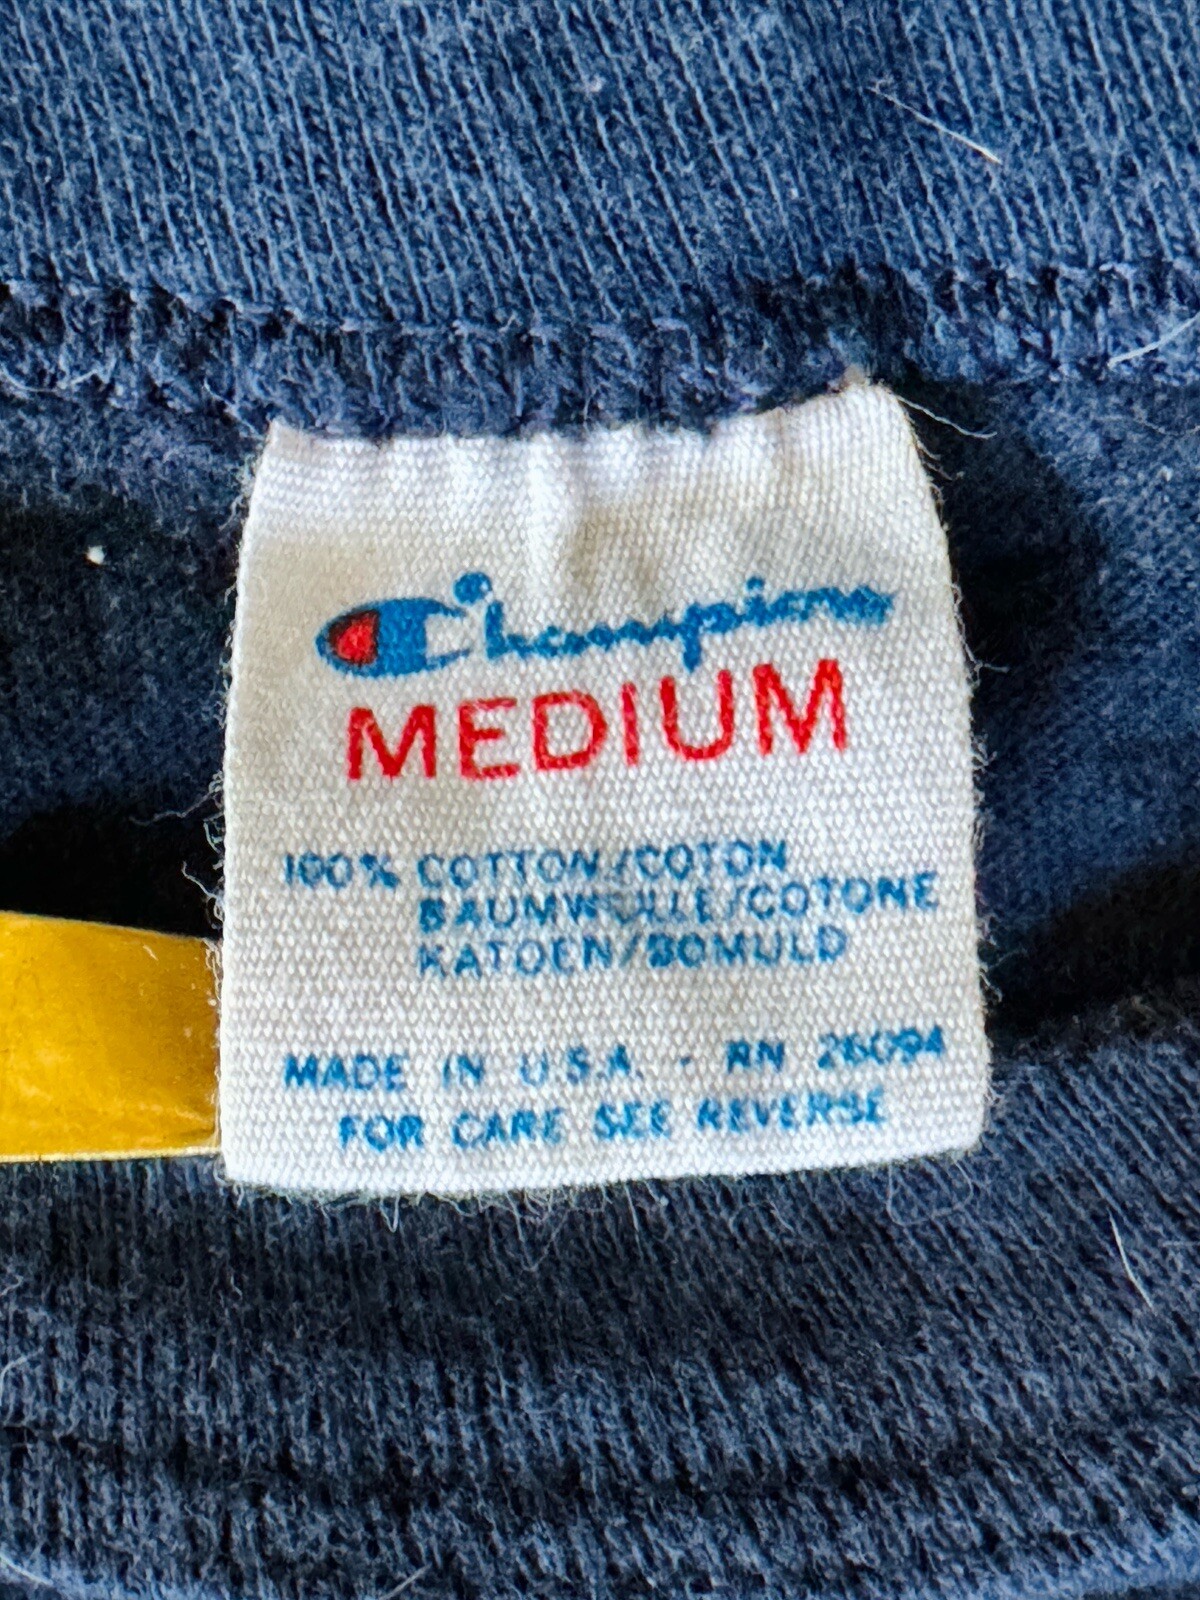 Champion
MEDIUM
100% COTTON/COTON
BAUMWOLLE/COTONE
KATOEN/BOMULD
MADE IN U.S.A. - RN 26094
FOR CARE SEE REVERSE